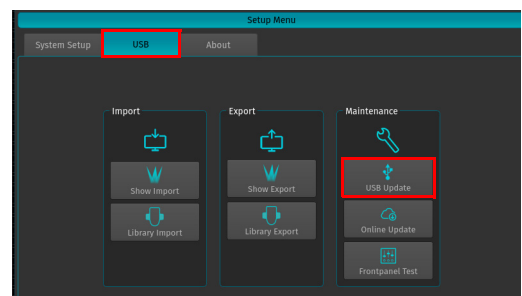 Setup Menu
System Setup USB About
Import Export Maintenance
Show Import Show Export USB Update
Library Import Library Export Online Update
Frontpanel Test